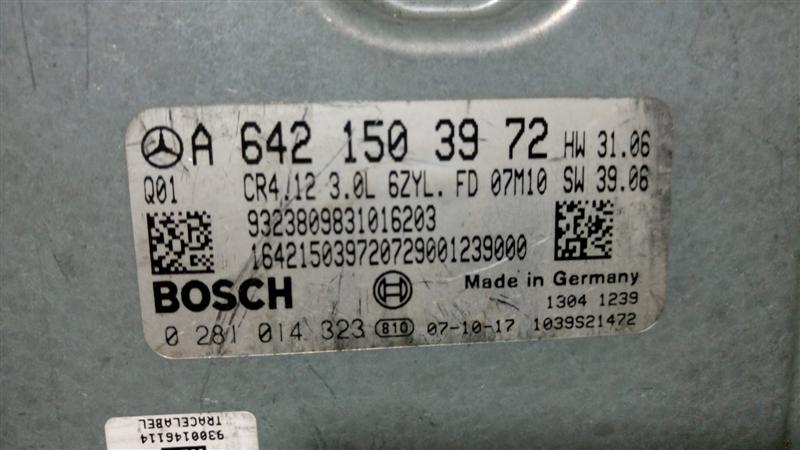 A 642 150 39 72 HW 31.06
Q01 CR4.12 3.0L 6ZYL. FD 07M10 SW 39.06
9323809831016203
164215039720729001239000
BOSCH Made in Germany
1304 1239
0 281 014 323 810 07-10-17 1039S21472
TRACELABEL
9300146114